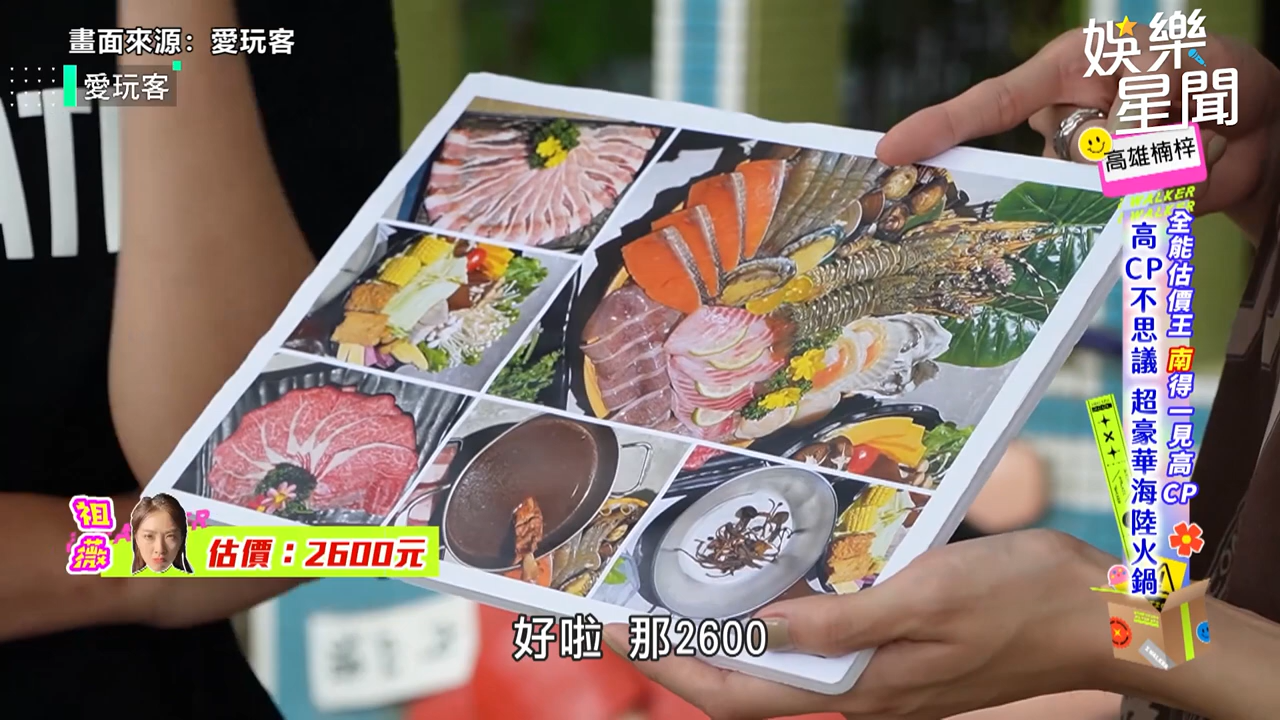 畫面來源：愛玩客
愛玩客
娛樂
星聞
高雄楠梓
WALKER
WALKER
全能估價王 南得一見高CP
高CP不思議 超豪華海陸火鍋
祖薇
估價：2600元
好啦 那2600